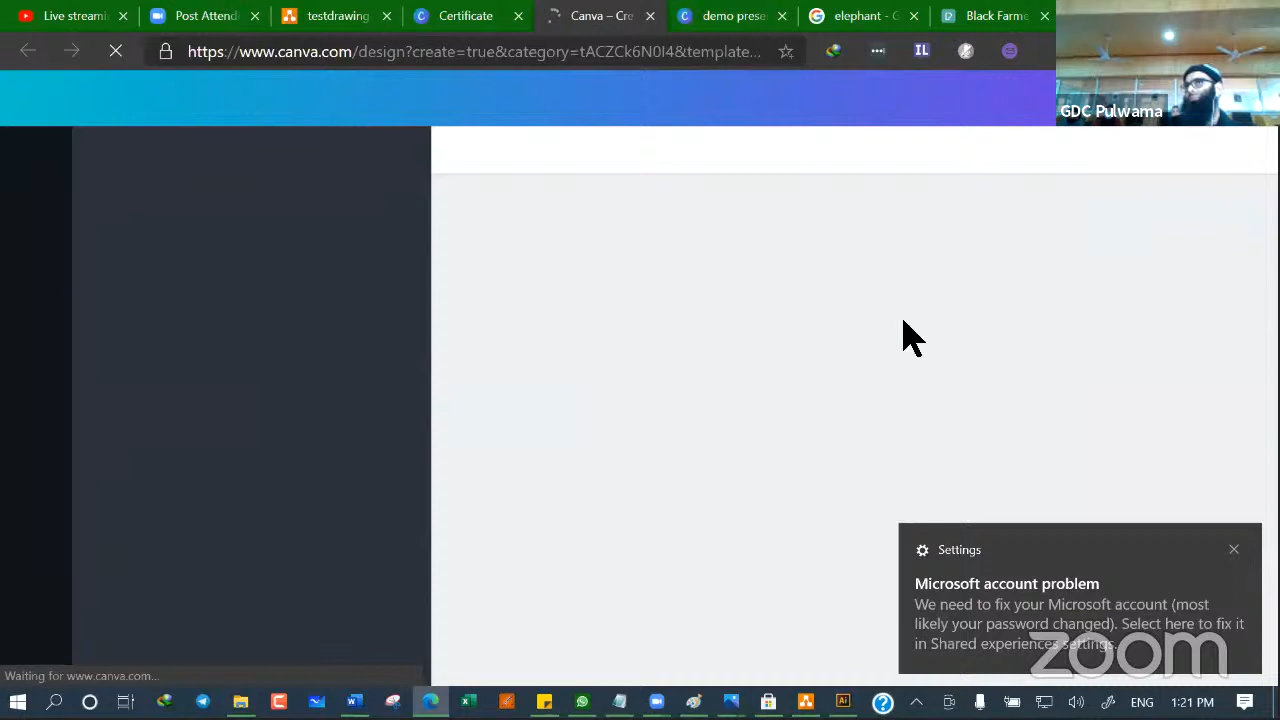 Live streami
Post Attend
testdrawing
Certificate
Canva – Cre
demo prese
elephant - G
Black Farme
https://www.canva.com/design?create=true&category=tACZCk6N0I4&template...
IL
GDC Pulwama
Settings
Microsoft account problem
We need to fix your Microsoft account (most
likely your password changed). Select here to fix it
in Shared experiences settings.
zoom
Waiting for www.canva.com...
ENG
1:21 PM